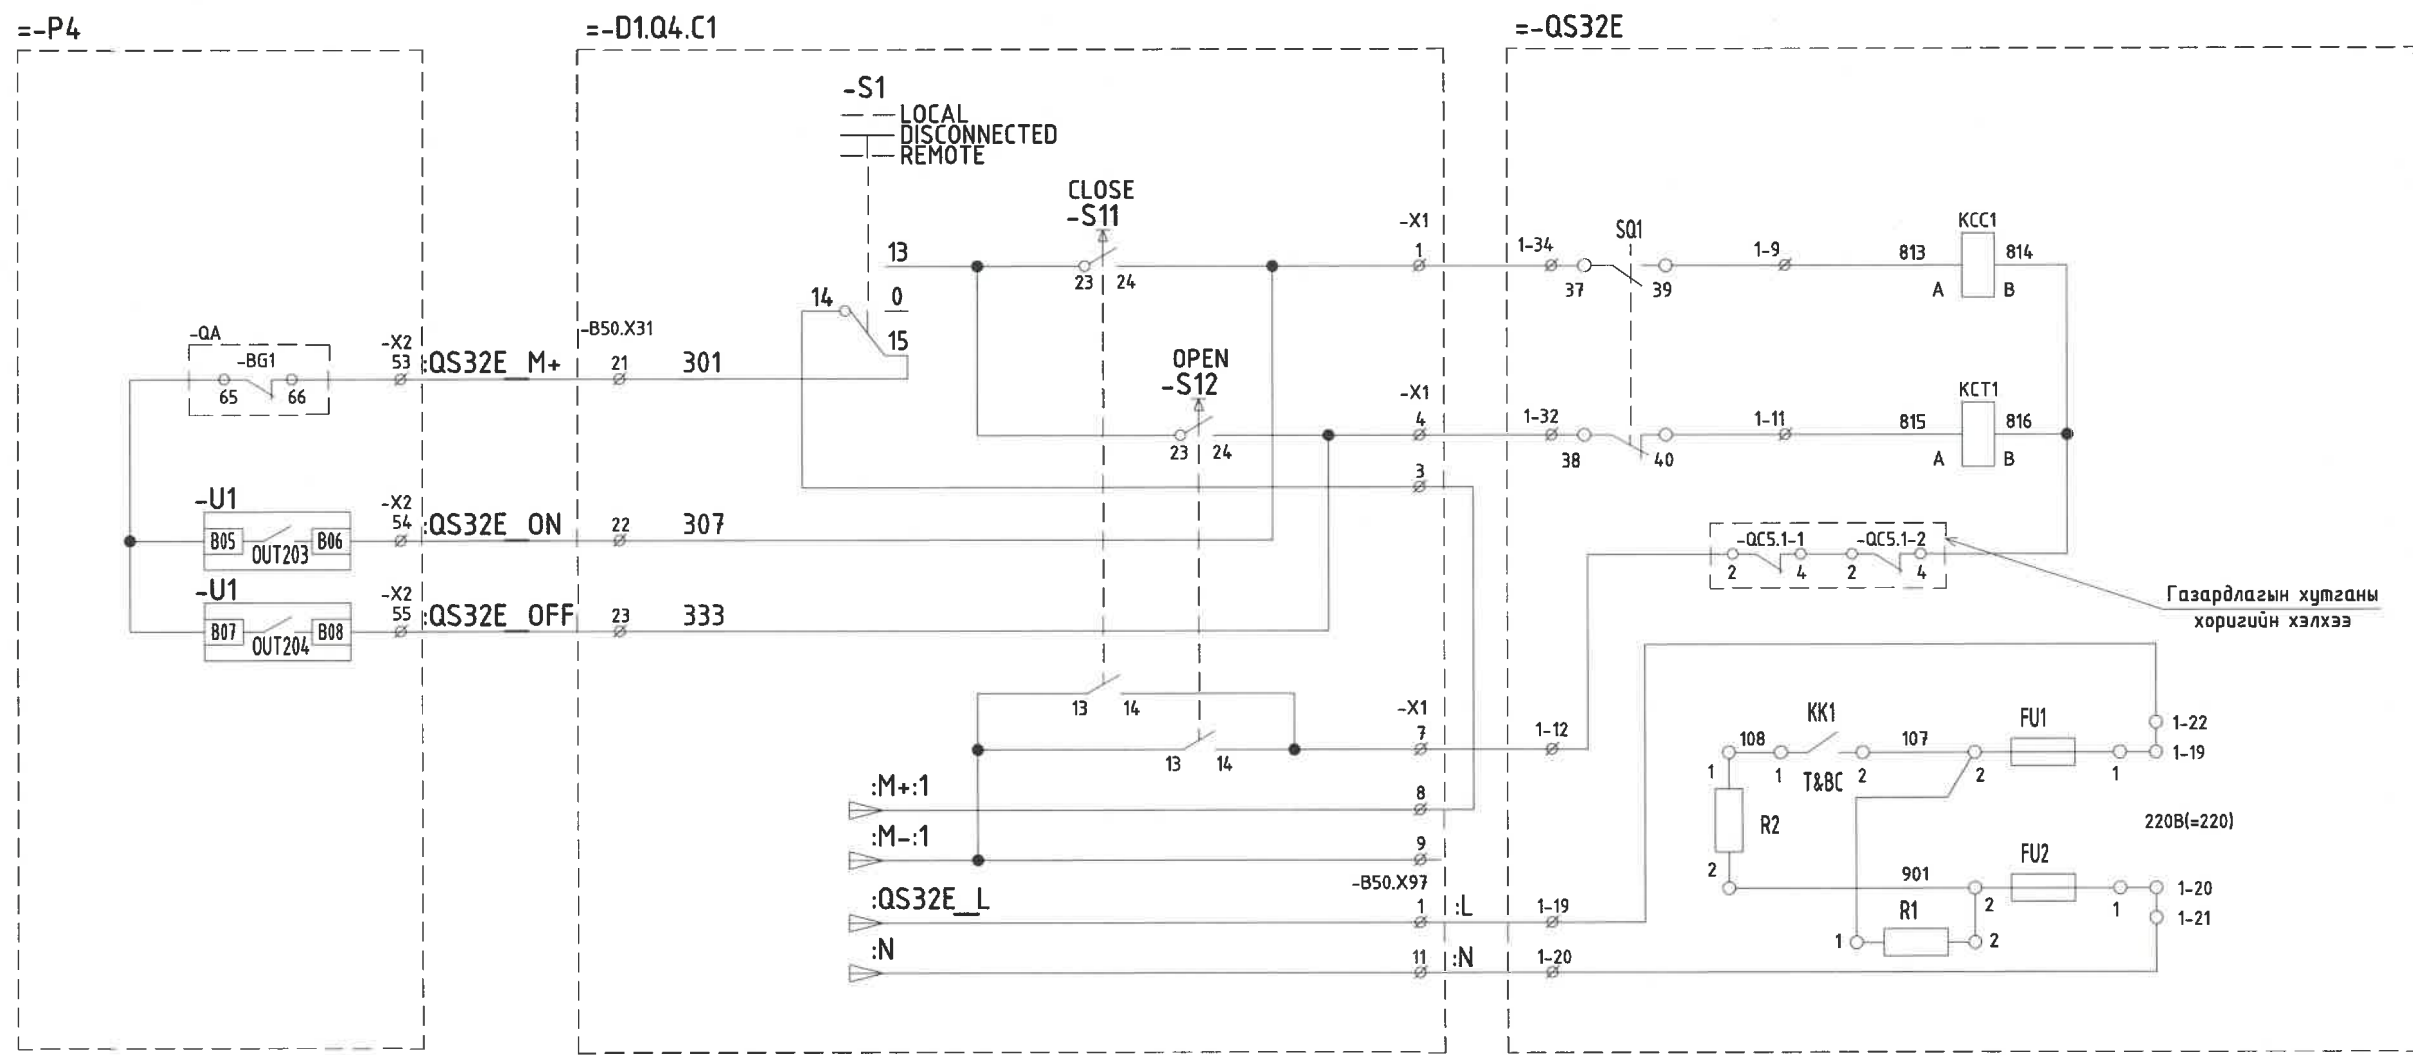 =-P4
=-D1.Q4.C1
=-QS32E
-S1
LOCAL
DISCONNECTED
REMOTE
CLOSE
-S11
13
23
24
14
0
15
OPEN
-S12
23
24
-QA
-BG1
65
66
-X2
53
:QS32E_M+
-B50.X31
21
301
-U1
B05
OUT203
B06
-X2
54
:QS32E_ON
22
307
-U1
B07
OUT204
B08
-X2
55
:QS32E_OFF
23
333
-X1
1
-X1
4
3
13
14
13
14
-X1
7
:M+:1
8
:M-:1
9
-B50.X97
:QS32E_L
1
:L
:N
11
:N
1-34
SQ1
37
39
1-9
813
KCC1
814
A
B
1-32
38
40
1-11
815
KCT1
816
A
B
-QC5.1-1
-QC5.1-2
2
4
2
4
Газардлагын хутганы
хоригийн хэлхээ
1-12
1-19
1-20
108
KK1
107
FU1
1-22
1-19
1
1
T&BC
2
2
1
R2
220В(=220)
2
901
FU2
1-20
2
1
1-21
R1
1
2